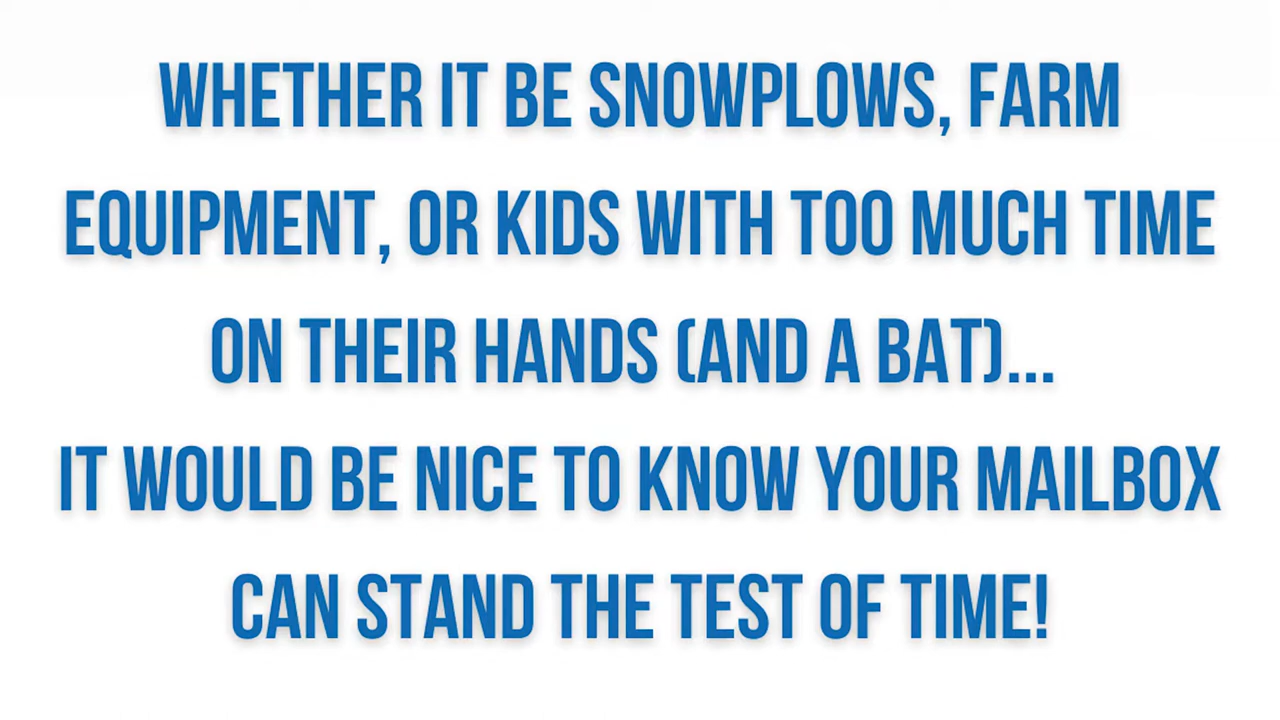 WHETHER IT BE SNOWPLOWS, FARM
EQUIPMENT, OR KIDS WITH TOO MUCH TIME
ON THEIR HANDS (AND A BAT)...
IT WOULD BE NICE TO KNOW YOUR MAILBOX
CAN STAND THE TEST OF TIME!